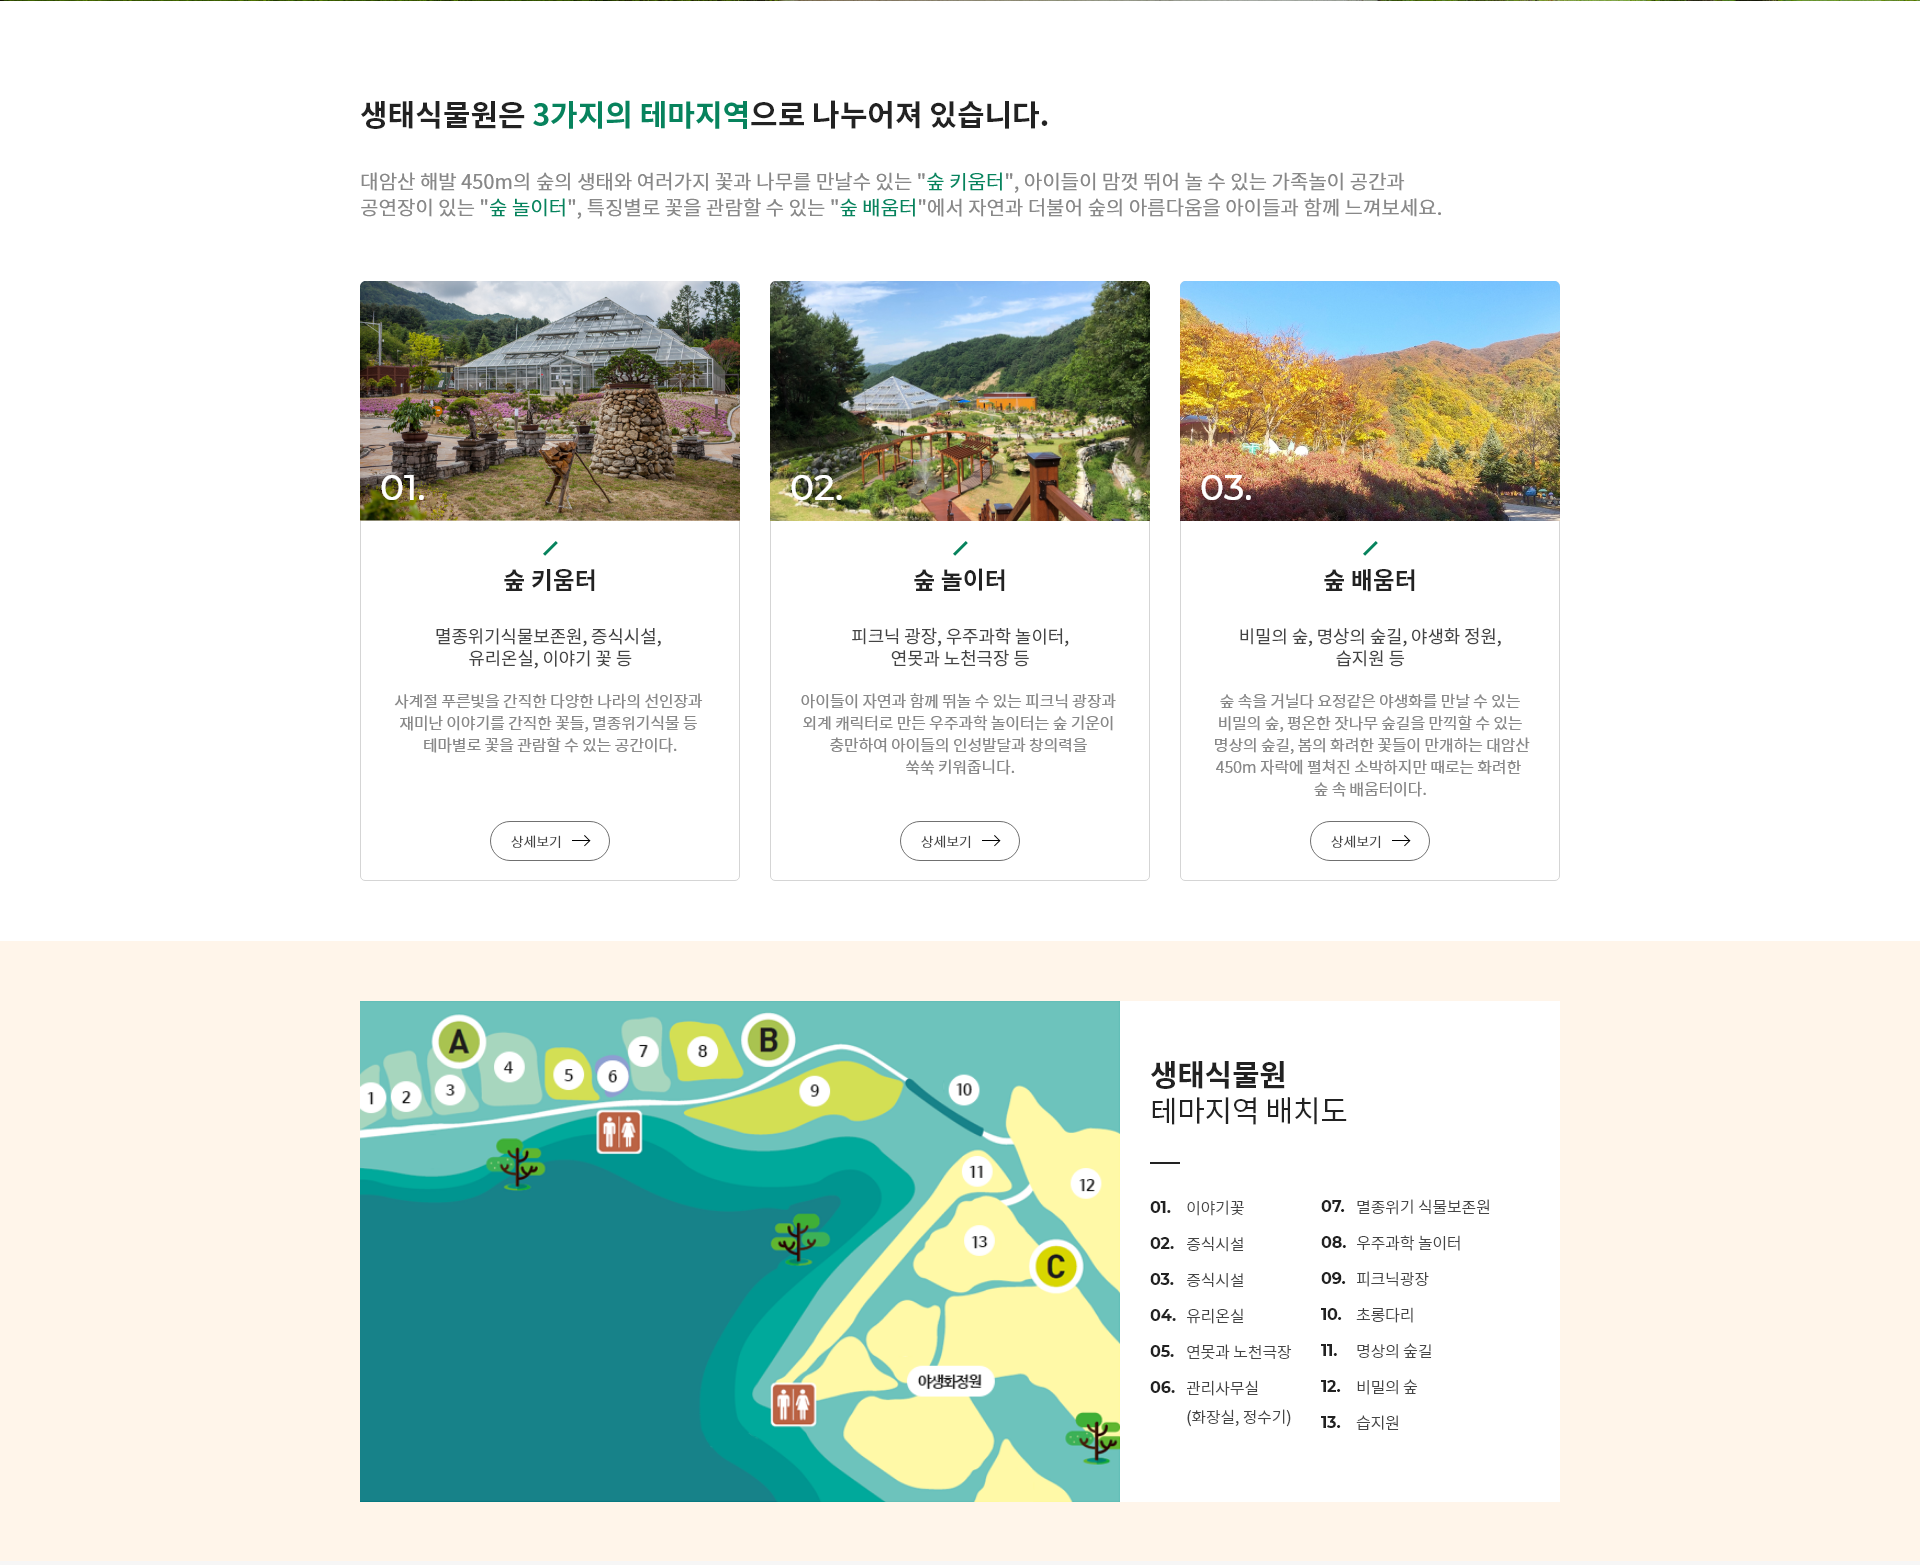 생태식물원은 3가지의 테마지역으로 나누어져 있습니다.
대암산 해발 450m의 숲의 생태와 여러가지 꽃과 나무를 만날수 있는 "숲 키움터", 아이들이 맘껏 뛰어 놀 수 있는 가족놀이 공간과
공연장이 있는 "숲 놀이터", 특징별로 꽃을 관람할 수 있는 "숲 배움터"에서 자연과 더불어 숲의 아름다움을 아이들과 함께 느껴보세요.
01.
숲 키움터
멸종위기식물보존원, 증식시설,
유리온실, 이야기 꽃 등
사계절 푸른빛을 간직한 다양한 나라의 선인장과
재미난 이야기를 간직한 꽃들, 멸종위기식물 등
테마별로 꽃을 관람할 수 있는 공간이다.
상세보기
02.
숲 놀이터
피크닉 광장, 우주과학 놀이터,
연못과 노천극장 등
아이들이 자연과 함께 뛰놀 수 있는 피크닉 광장과
외계 캐릭터로 만든 우주과학 놀이터는 숲 기운이
충만하여 아이들의 인성발달과 창의력을
쑥쑥 키워줍니다.
상세보기
03.
숲 배움터
비밀의 숲, 명상의 숲길, 야생화 정원,
습지원 등
숲 속을 거닐다 요정같은 야생화를 만날 수 있는
비밀의 숲, 평온한 잣나무 숲길을 만끽할 수 있는
명상의 숲길, 봄의 화려한 꽃들이 만개하는 대암산
450m 자락에 펼쳐진 소박하지만 때로는 화려한
숲 속 배움터이다.
상세보기
A
B
C
1
2
3
4
5
6
7
8
9
10
11
12
13
야생화정원
생태식물원
테마지역 배치도
01. 이야기꽃
02. 증식시설
03. 증식시설
04. 유리온실
05. 연못과 노천극장
06. 관리사무실
(화장실, 정수기)
07. 멸종위기 식물보존원
08. 우주과학 놀이터
09. 피크닉광장
10. 초롱다리
11. 명상의 숲길
12. 비밀의 숲
13. 습지원